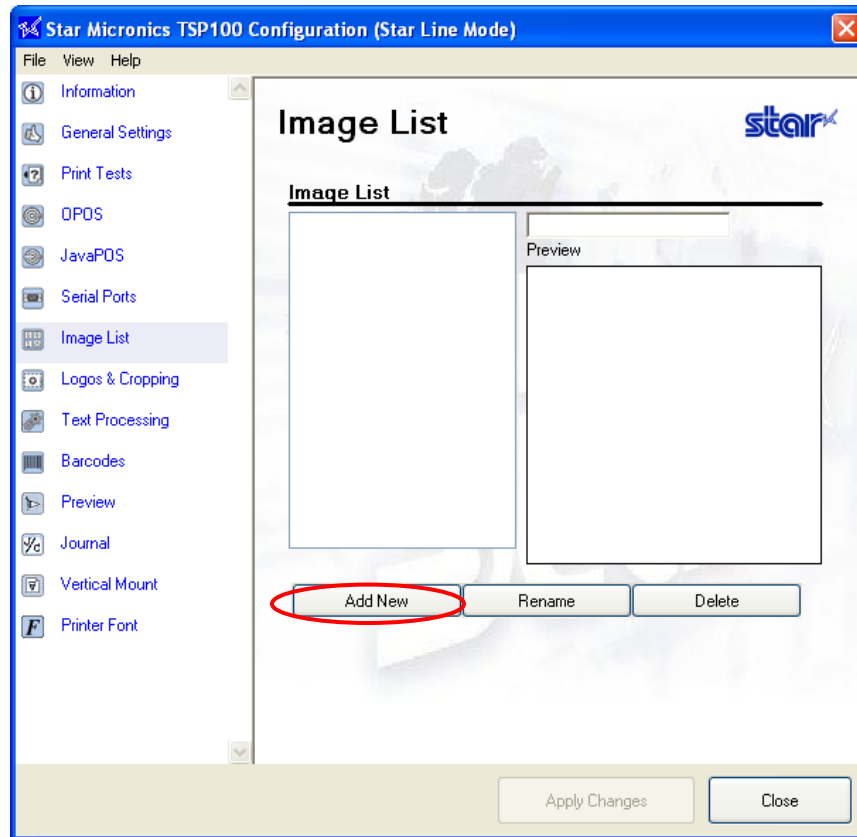 Star Micronics TSP100 Configuration (Star Line Mode)
File View Help
Information
General Settings
Print Tests
OPOS
JavaPOS
Serial Ports
Image List
Logos & Cropping
Text Processing
Barcodes
Preview
Journal
Vertical Mount
F Printer Font
Image List
star
Image List
Preview
Add New Rename Delete
Apply Changes Close